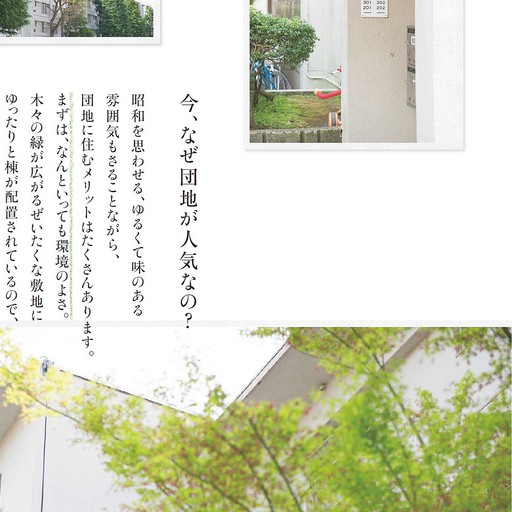 今、なぜ団地が人気なの?
昭和を思わせる、ゆるくて味のある
雰囲気もさることながら、
団地に住むメリットはたくさんあります。
まずは、なんといっても環境のよさ。
木々の緑が広がるぜいたくな敷地に
ゆったりと棟が配置されているので、
301 302
201 202